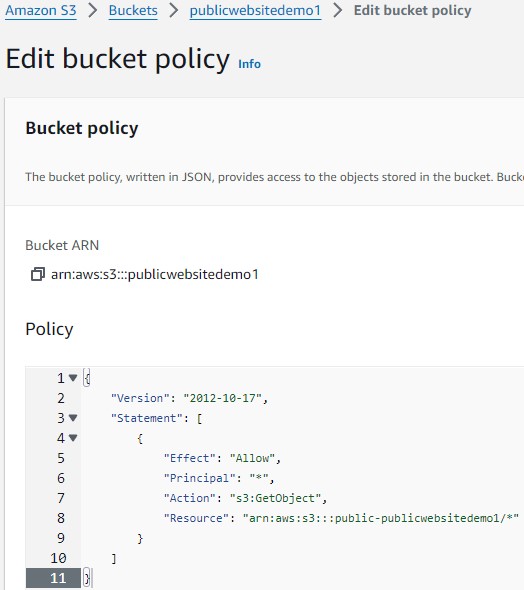 Amazon S3 > Buckets > publicwebsitedemo1 > Edit bucket policy
Edit bucket policy Info
Bucket policy
The bucket policy, written in JSON, provides access to the objects stored in the bucket.
Bucket ARN
arn:aws:s3:::publicwebsitedemo1
Policy
1 {
2 "Version": "2012-10-17",
3 "Statement": [
4 {
5 "Effect": "Allow",
6 "Principal": "*",
7 "Action": "s3:GetObject",
8 "Resource": "arn:aws:s3:::public-publicwebsitedemo1/*"
9 }
10 ]
11 }